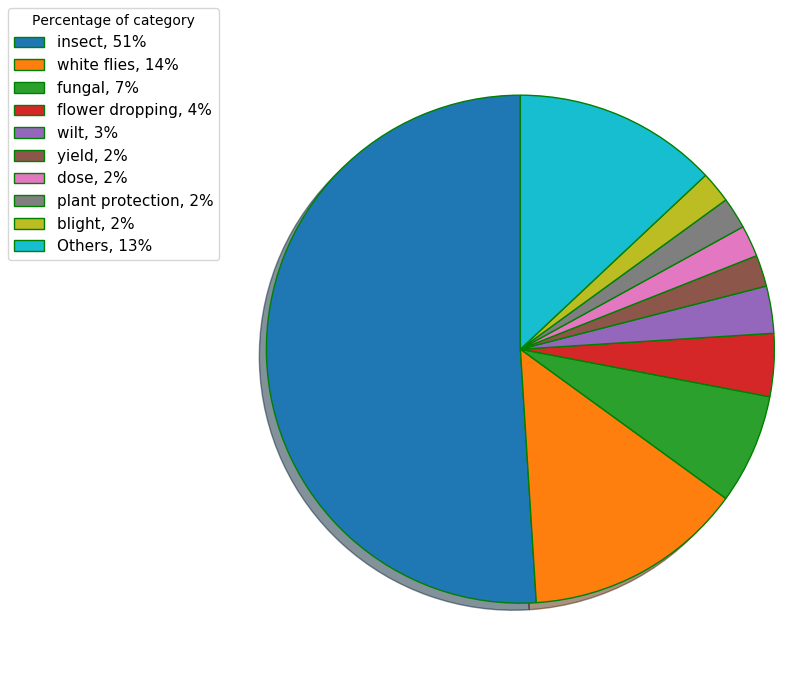 Percentage of category
insect, 51%
white flies, 14%
fungal, 7%
flower dropping, 4%
wilt, 3%
yield, 2%
dose, 2%
plant protection, 2%
blight, 2%
Others, 13%